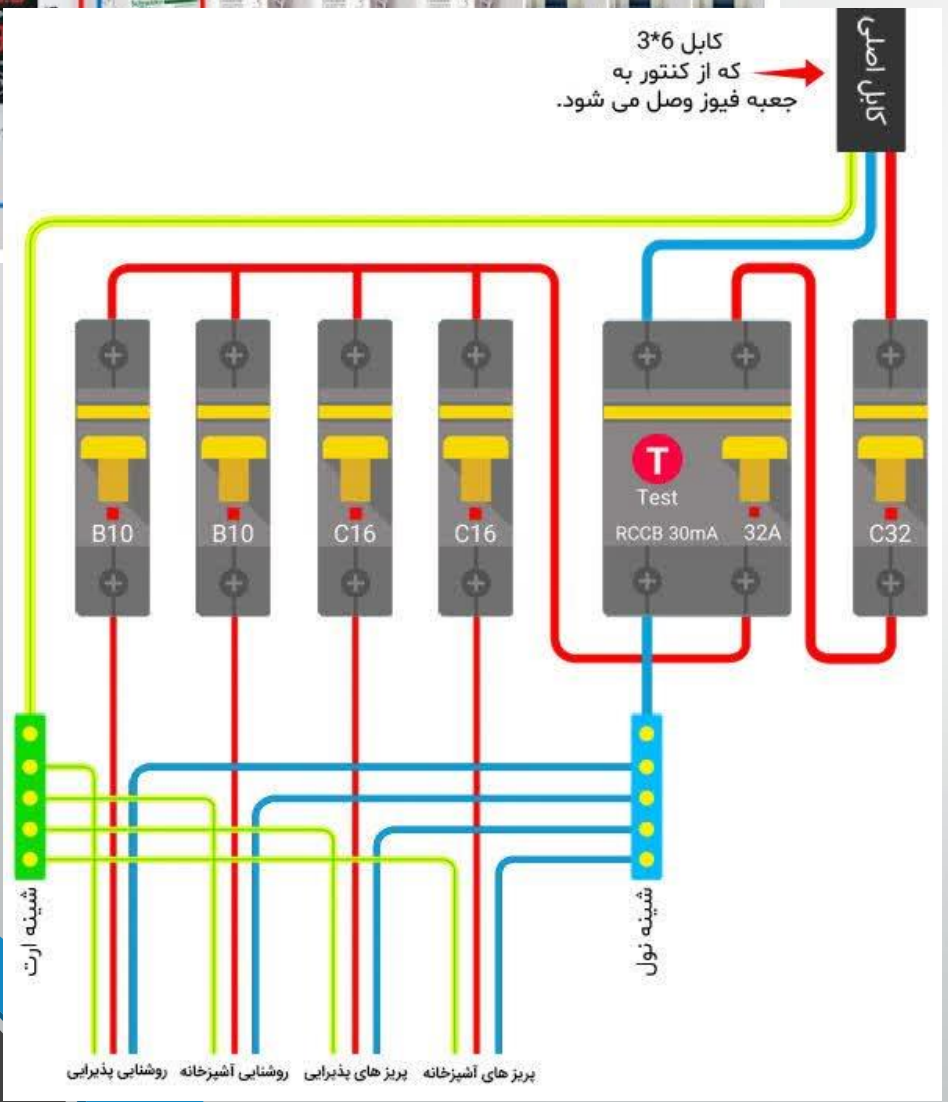 کابل 6*3
که از کنتور به
جعبه فیوز وصل می شود.
کابل اصلی
B10
B10
C16
C16
T
Test
RCCB 30mA
32A
C32
شینه ارت
شینه نول
روشنایی پذیرایی
روشنایی آشپزخانه
پریز های پذیرایی
پریز های آشپزخانه